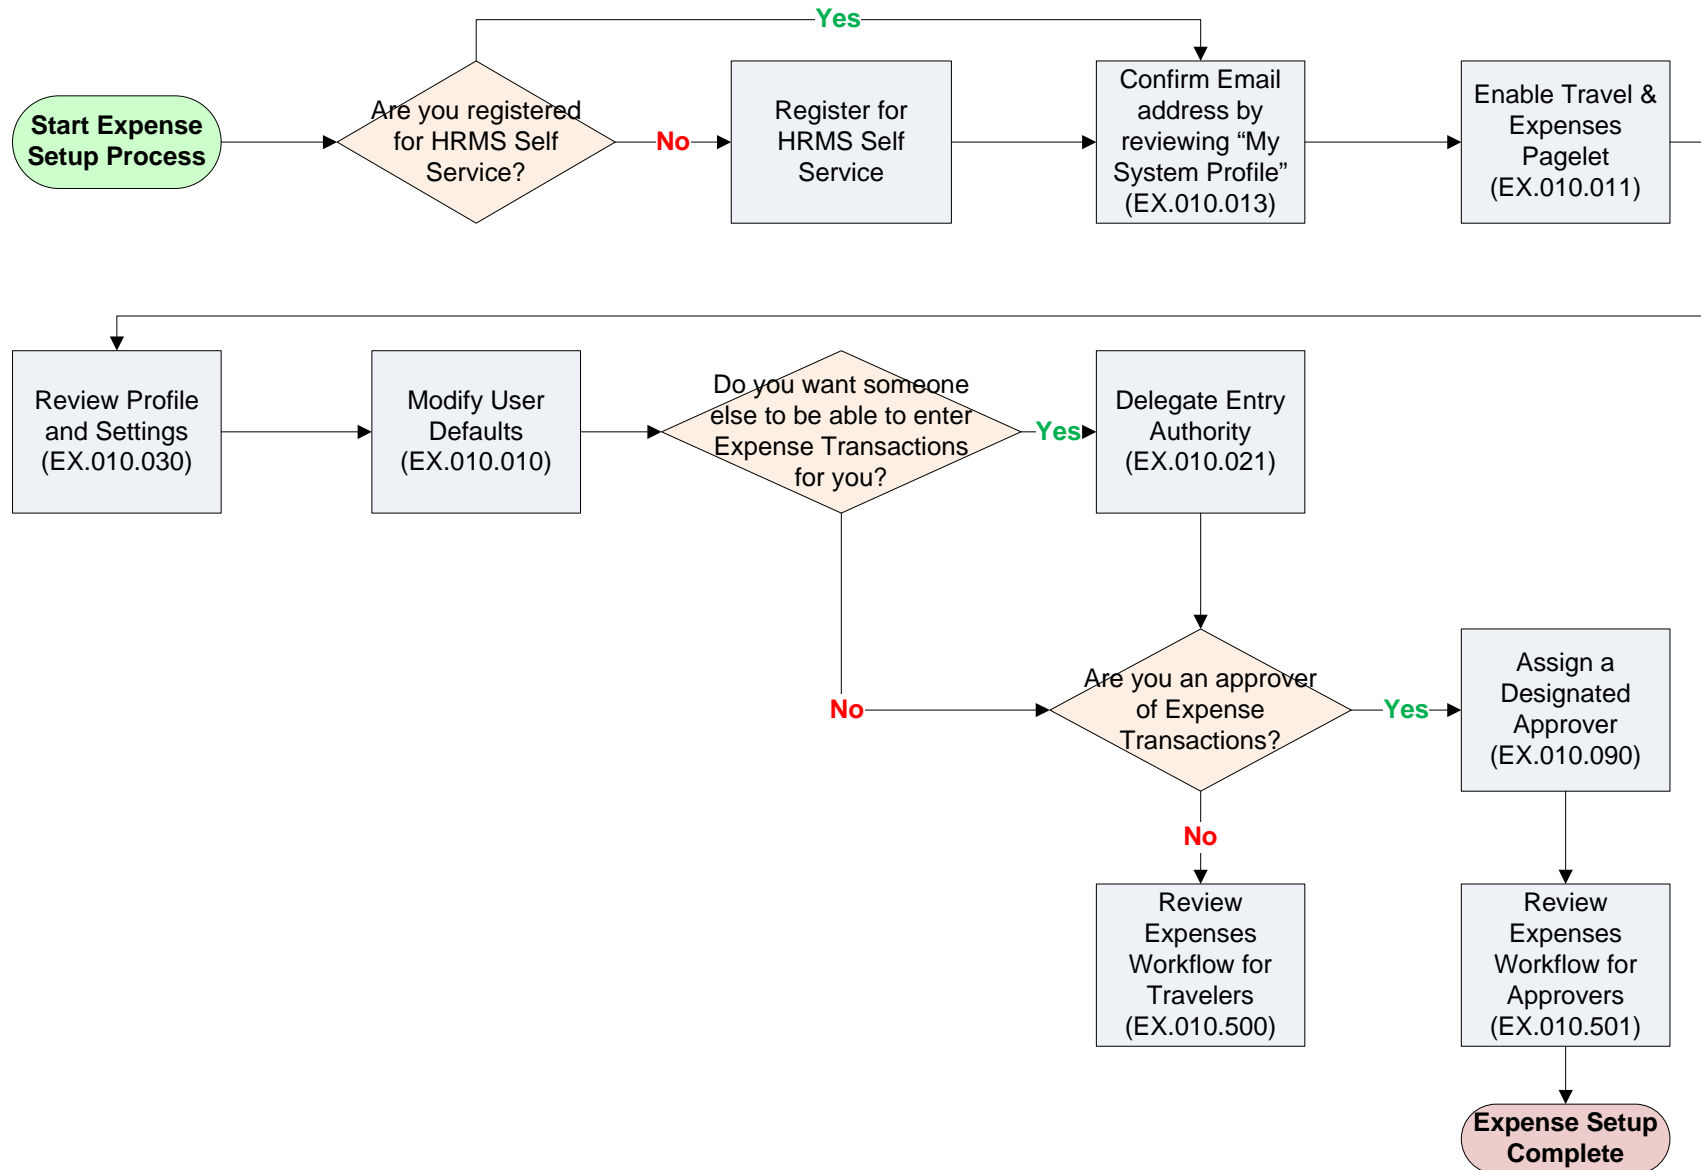 Yes
Start Expense
Setup Process
Are you registered
for HRMS Self
Service?
No
Register for
HRMS Self
Service
Confirm Email
address by
reviewing “My
System Profile”
(EX.010.013)
Enable Travel &
Expenses
Pagelet
(EX.010.011)
Review Profile
and Settings
(EX.010.030)
Modify User
Defaults
(EX.010.010)
Do you want someone
else to be able to enter
Expense Transactions
for you?
Yes
Delegate Entry
Authority
(EX.010.021)
No
Are you an approver
of Expense
Transactions?
Yes
Assign a
Designated
Approver
(EX.010.090)
No
Review
Expenses
Workflow for
Travelers
(EX.010.500)
Review
Expenses
Workflow for
Approvers
(EX.010.501)
Expense Setup
Complete